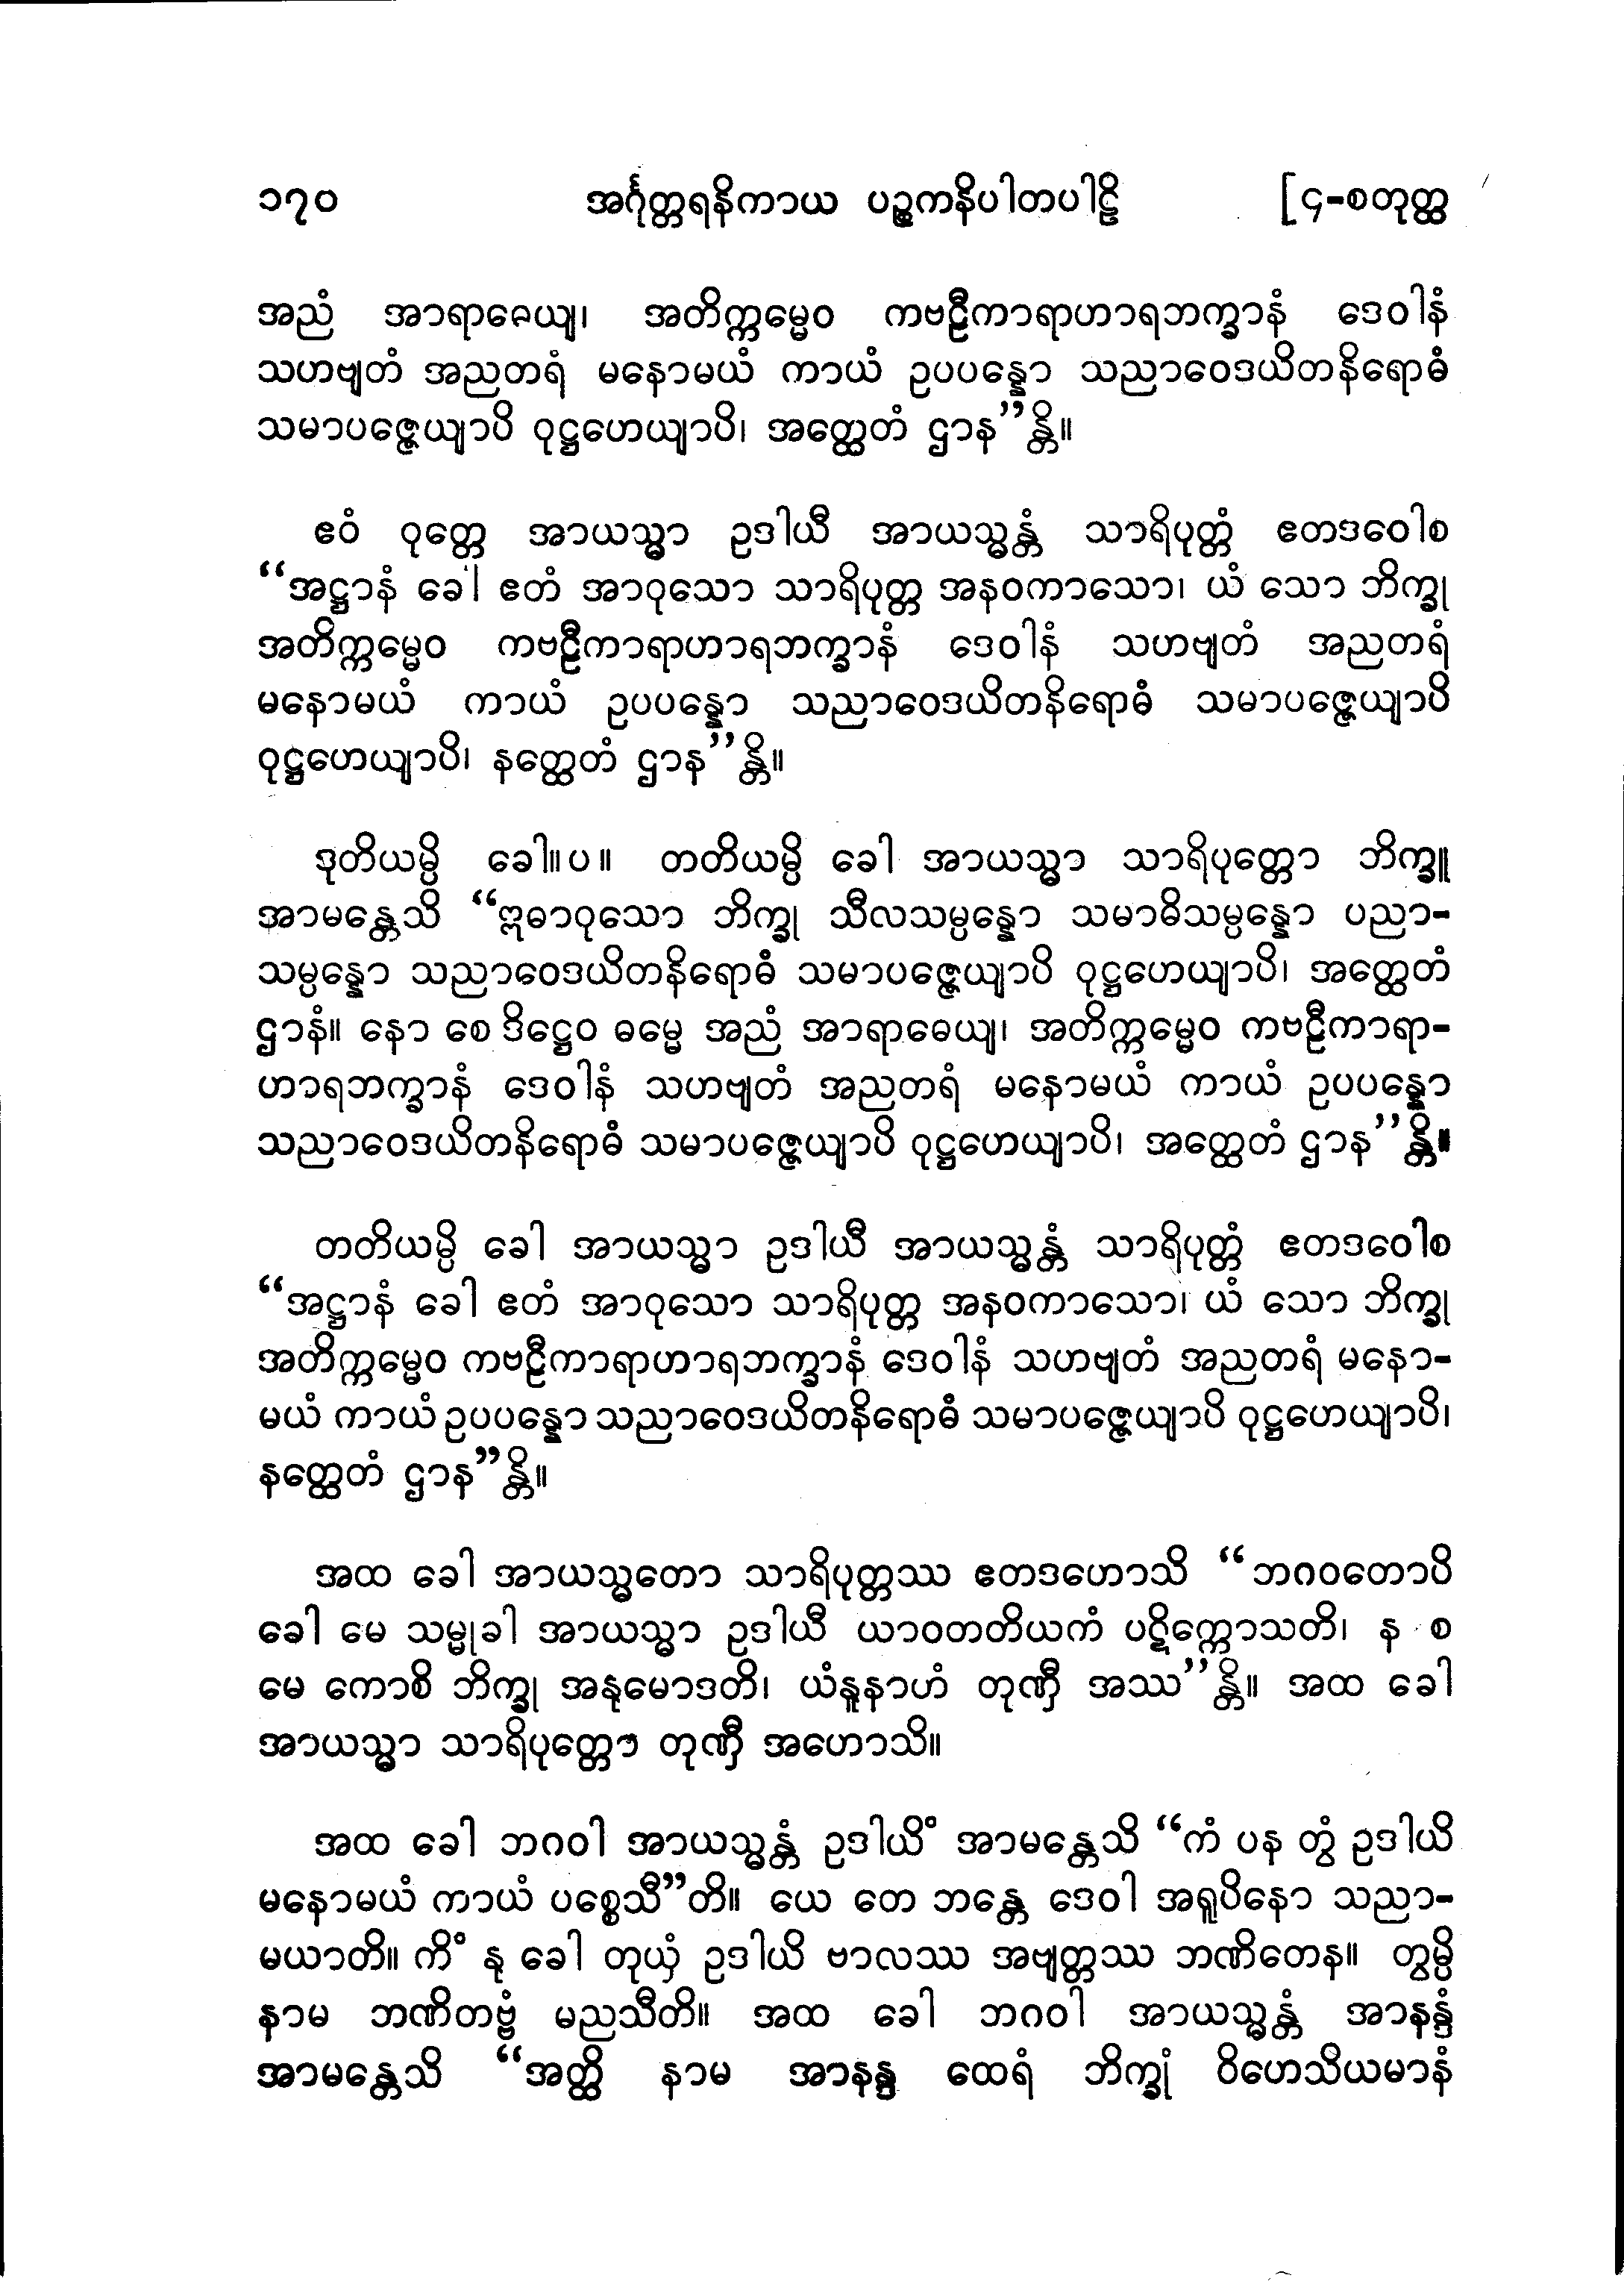 ၁၇၀ အင်္ဂုတ္တရနိကာယ ပဉ္စကနိပါတပါဠိ [၄-စတုတ္ထ
အညံ အာရာဓေယျ၊ အတိက္ကမ္မေဝ ကဗဠီကာရာဟာရဘက္ခာနံ ဒေဝါနံ
သဟဗျတံ အညတရံ မနောမယံ ကာယံ ဥပပန္နော သညာဝေဒယိတနိရောဓံ
သမာပဇ္ဇေယျာပိ ဝုဋ္ဌဟေယျာပိ၊ အတ္ထေတံ ဌာန”န္တိ။
ဧဝံ ဝုတ္တေ အာယသ္မာ ဥဒါယီ အာယသ္မန္တံ သာရိပုတ္တံ ဧတဒဝေါစ
“အဋ္ဌာနံ ခေါ ဧတံ အာဝုသော သာရိပုတ္တ အနဝကာသော၊ ယံ သော ဘိက္ခု
အတိက္ကမ္မေဝ ကဗဠီကာရာဟာရဘက္ခာနံ ဒေဝါနံ သဟဗျတံ အညတရံ
မနောမယံ ကာယံ ဥပပန္နော သညာဝေဒယိတနိရောဓံ သမာပဇ္ဇေယျာပိ
ဝုဋ္ဌဟေယျာပိ၊ နတ္ထေတံ ဌာန”န္တိ။
ဒုတိယမ္ပိ ခေါ။ပ။ တတိယမ္ပိ ခေါ အာယသ္မာ သာရိပုတ္တော ဘိက္ခူ
အာမန္တေသိ “ဣဓာဝုသော ဘိက္ခု သီလသမ္ပန္နော သမာဓိသမ္ပန္နော ပညာ-
သမ္ပန္နော သညာဝေဒယိတနိရောဓံ သမာပဇ္ဇေယျာပိ ဝုဋ္ဌဟေယျာပိ၊ အတ္ထေတံ
ဌာနံ။ နော စေ ဒိဋ္ဌေဝ ဓမ္မေ အညံ အာရာဓေယျ၊ အတိက္ကမ္မေဝ ကဗဠီကာရာ-
ဟာရဘက္ခာနံ ဒေဝါနံ သဟဗျတံ အညတရံ မနောမယံ ကာယံ ဥပပန္နော
သညာဝေဒယိတနိရောဓံ သမာပဇ္ဇေယျာပိ ဝုဋ္ဌဟေယျာပိ၊ အတ္ထေတံ ဌာန”န္တိ။
တတိယမ္ပိ ခေါ အာယသ္မာ ဥဒါယီ အာယသ္မန္တံ သာရိပုတ္တံ ဧတဒဝေါစ
“အဋ္ဌာနံ ခေါ ဧတံ အာဝုသော သာရိပုတ္တ အနဝကာသော၊ ယံ သော ဘိက္ခု
အတိက္ကမ္မေဝ ကဗဠီကာရာဟာရဘက္ခာနံ ဒေဝါနံ သဟဗျတံ အညတရံ မနော-
မယံ ကာယံ ဥပပန္နော သညာဝေဒယိတနိရောဓံ သမာပဇ္ဇေယျာပိ ဝုဋ္ဌဟေယျာပိ၊
နတ္ထေတံ ဌာန”န္တိ။
အထ ခေါ အာယသ္မတော သာရိပုတ္တဿ ဧတဒဟောသိ “ဘဂဝတောပိ
ခေါ မေ သမ္မုခါ အာယသ္မာ ဥဒါယီ ယာဝတတိယကံ ပဋိက္ကောသတိ၊ န စ
မေ ကောစိ ဘိက္ခု အနုမောဒတိ၊ ယံနူနာဟံ တုဏှီ အဿ”န္တိ။ အထ ခေါ
အာယသ္မာ သာရိပုတ္တော တုဏှီ အဟောသိ။
အထ ခေါ ဘဂဝါ အာယသ္မန္တံ ဥဒါယိံ အာမန္တေသိ “ကံ ပန တွံ ဥဒါယိ
မနောမယံ ကာယံ ပစ္စေသီ”တိ။ ယေ တေ ဘန္တေ ဒေဝါ အရူပိနော သညာ-
မယာတိ။ ကိံ နု ခေါ တုယှံ ဥဒါယိ ဗာလဿ အဗျတ္တဿ ဘဏိတေန။ တွမ္ပိ
နာမ ဘဏိတဗ္ဗံ မညသီတိ။ အထ ခေါ ဘဂဝါ အာယသ္မန္တံ အာနန္ဒံ
အာမန္တေသိ “အတ္ထိ နာမ အာနန္ဒ ထေရံ ဘိက္ခုံ ဝိဟေသိယမာနံ